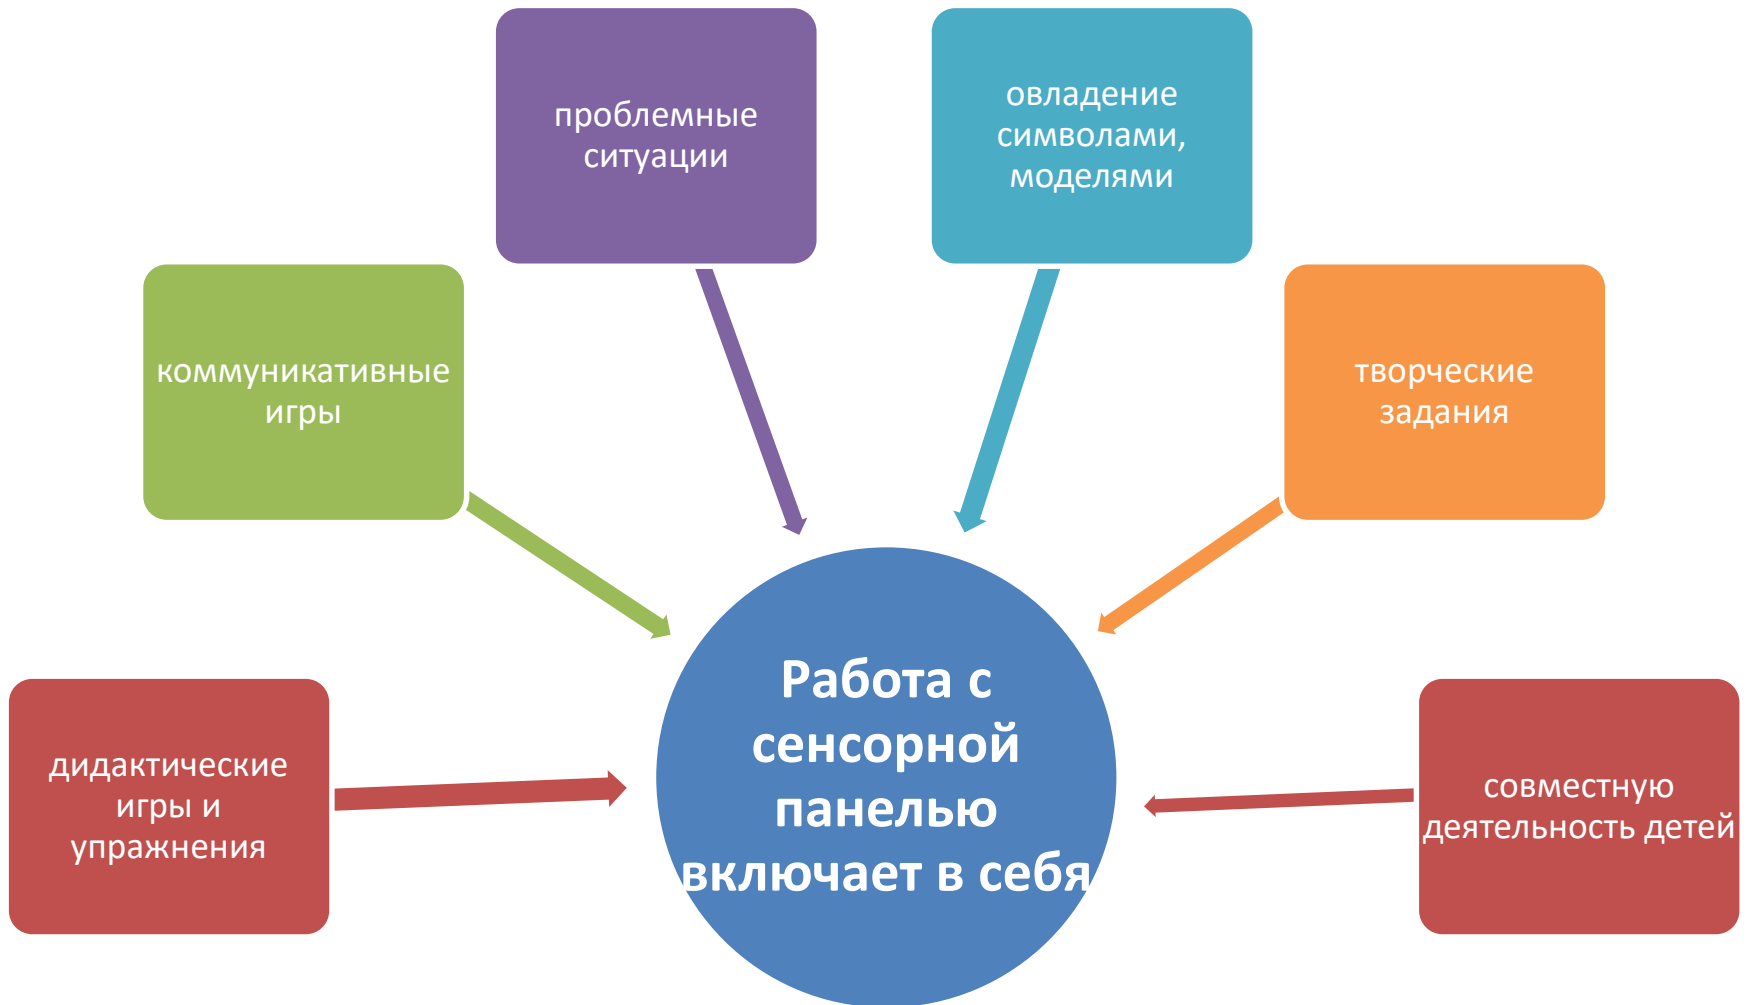 проблемные
ситуации
овладение
символами,
моделями
коммуникативные
игры
творческие
задания
дидактические
игры и
упражнения
Работа с
сенсорной
панелью
включает в себя
совместную
деятельность детей